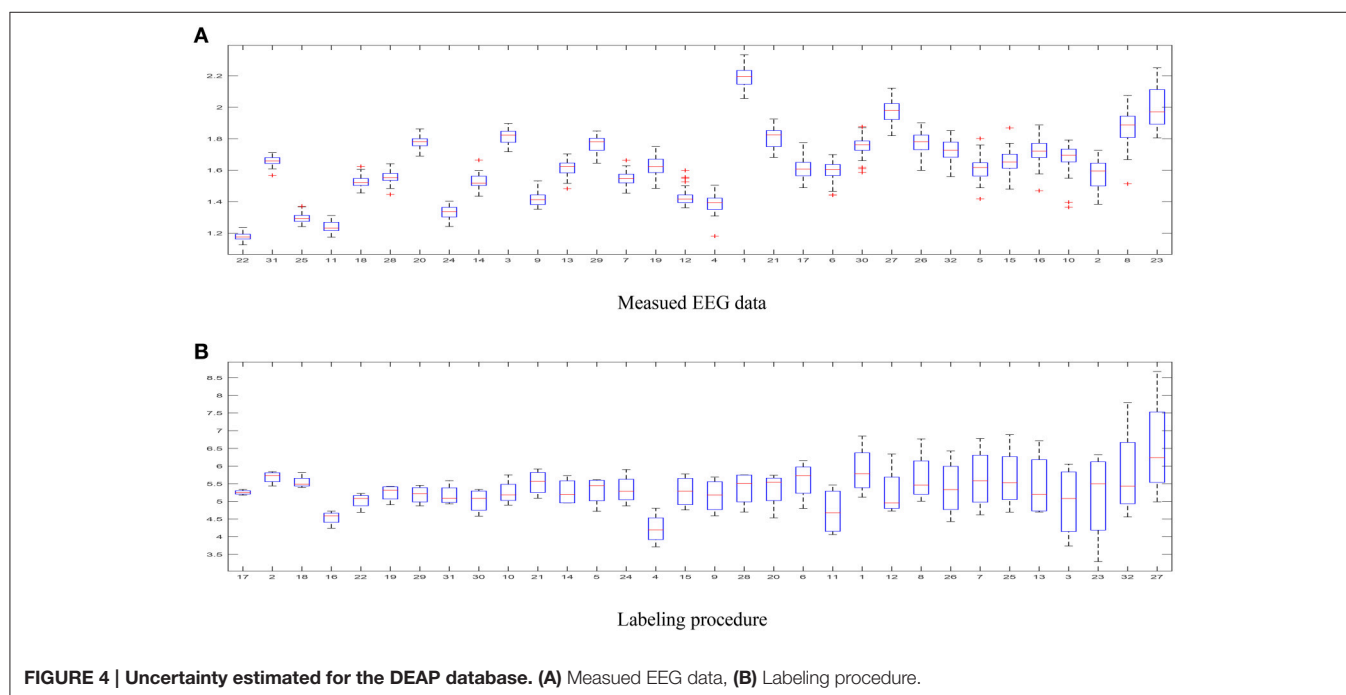 A
2.2
2
1.8
1.6
1.4
1.2
22 31 25 11 18 28 20 24 14 3 9 13 29 7 19 12 4 1 21 17 6 30 27 26 32 5 15 16 10 2 8 23
Measued EEG data
B
8.5
8
7.5
7
6.5
6
5.5
5
4.5
4
3.5
17 2 18 16 22 19 29 31 30 10 21 14 5 24 4 15 9 28 20 6 11 1 12 8 26 7 25 13 3 23 32 27
Labeling procedure
FIGURE 4 | Uncertainty estimated for the DEAP database. (A) Measued EEG data, (B) Labeling procedure.